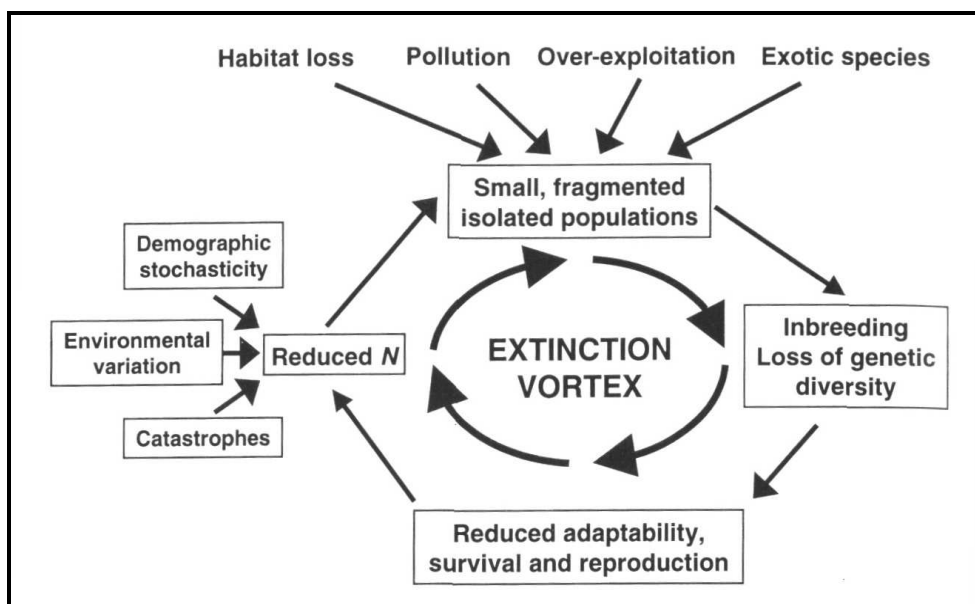 Habitat loss
Pollution
Over-exploitation
Exotic species
Small, fragmented
isolated populations
Demographic
stochasticity
Environmental
variation
Reduced N
Catastrophes
EXTINCTION
VORTEX
Inbreeding
Loss of genetic
diversity
Reduced adaptability,
survival and reproduction